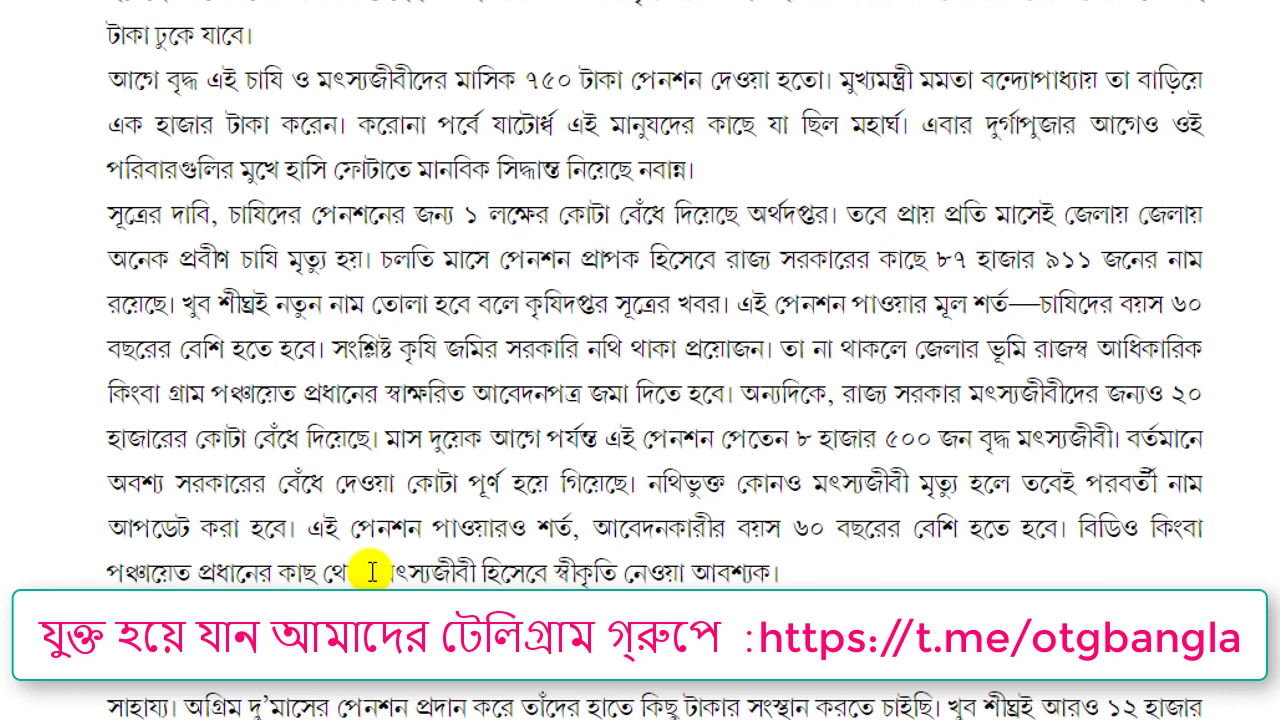 টাকা ঢুকে যাবে।
আগে বৃদ্ধ এই চাষি ও মৎস্যজীবীদের মাসিক ৭৫০ টাকা পেনশন দেওয়া হতো। মুখ্যমন্ত্রী মমতা বন্দ্যোপাধ্যায় তা বাড়িয়ে
এক হাজার টাকা করেন। করোনা পর্বে ষাটোর্ধ্ব এই মানুষদের কাছে যা ছিল মহার্ঘ। এবার দুর্গাপুজার আগেও ওই
পরিবারগুলির মুখে হাসি ফোটাতে মানবিক সিদ্ধান্ত নিয়েছে নবান্ন।
সূত্রের দাবি, চাষিদের পেনশনের জন্য ১ লক্ষের কোটা বেঁধে দিয়েছে অর্থদপ্তর। তবে প্রায় প্রতি মাসেই জেলায় জেলায়
অনেক প্রবীণ চাষি মৃত্যু হয়। চলতি মাসে পেনশন প্রাপক হিসেবে রাজ্য সরকারের কাছে ৮৭ হাজার ৯১১ জনের নাম
রয়েছে। খুব শীঘ্রই নতুন নাম তোলা হবে বলে কৃষিদপ্তর সূত্রের খবর। এই পেনশন পাওয়ার মূল শর্ত—চাষিদের বয়স ৬০
বছরের বেশি হতে হবে। সংশ্লিষ্ট কৃষি জমির সরকারি নথি থাকা প্রয়োজন। তা না থাকলে জেলার ভূমি রাজস্ব আধিকারিক
কিংবা গ্রাম পঞ্চায়েত প্রধানের স্বাক্ষরিত আবেদনপত্র জমা দিতে হবে। অন্যদিকে, রাজ্য সরকার মৎস্যজীবীদের জন্যও ২০
হাজারের কোটা বেঁধে দিয়েছে। মাস দুয়েক আগে পর্যন্ত এই পেনশন পেতেন ৮ হাজার ৫০০ জন বৃদ্ধ মৎস্যজীবী। বর্তমানে
অবশ্য সরকারের বেঁধে দেওয়া কোটা পূর্ণ হয়ে গিয়েছে। নথিভুক্ত কোনও মৎস্যজীবী মৃত্যু হলে তবেই পরবর্তী নাম
আপডেট করা হবে। এই পেনশন পাওয়ারও শর্ত, আবেদনকারীর বয়স ৬০ বছরের বেশি হতে হবে। বিডিও কিংবা
পঞ্চায়েত প্রধানের কাছ হিসেবে স্বীকৃতি নেওয়া আবশ্যক।
যুক্ত হয়ে যান আমাদের টেলিগ্রাম গ্রুপে :https://t.me/otgbangla
সাহায্য। অগ্রিম দু'মাসের পেনশন প্রদান করে তাঁদের হাতে কিছু টাকার সংস্থান করতে চাইছি। খুব শীঘ্রই আরও ১২ হাজার